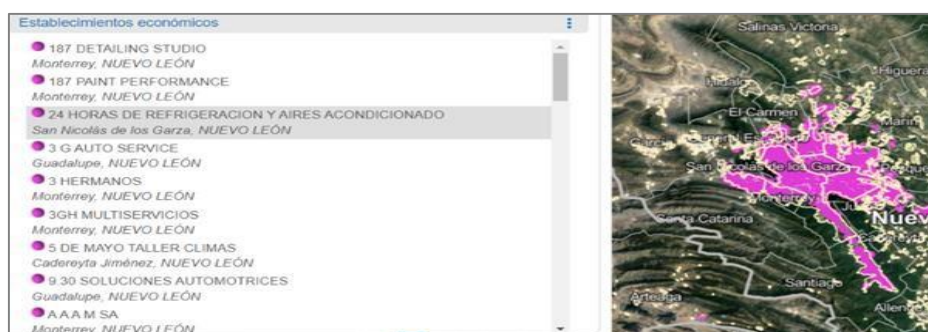 Establecimientos económicos
187 DETAILING STUDIO
Monterrey, NUEVO LEÓN
187 PAINT PERFORMANCE
Monterrey, NUEVO LEÓN
24 HORAS DE REFRIGERACION Y AIRES ACONDICIONADO
San Nicolás de los Garza, NUEVO LEÓN
3 G AUTO SERVICE
Guadalupe, NUEVO LEÓN
3 HERMANOS
Monterrey, NUEVO LEÓN
3GH MULTISERVICIOS
Monterrey, NUEVO LEÓN
5 DE MAYO TALLER CLIMAS
Cadereyta Jiménez, NUEVO LEÓN
9:30 SOLUCIONES AUTOMOTRICES
Guadalupe, NUEVO LEÓN
A A A M SA
Monterrey, NUEVO LEÓN
Salinas Victoria
Hidalgo
Higuera
El Carmen
Marín
San Nicolás de los Garz
Monterrey
Santa Catarina
Nuev
Cadereyta
Santiago
Arteaga
Allen